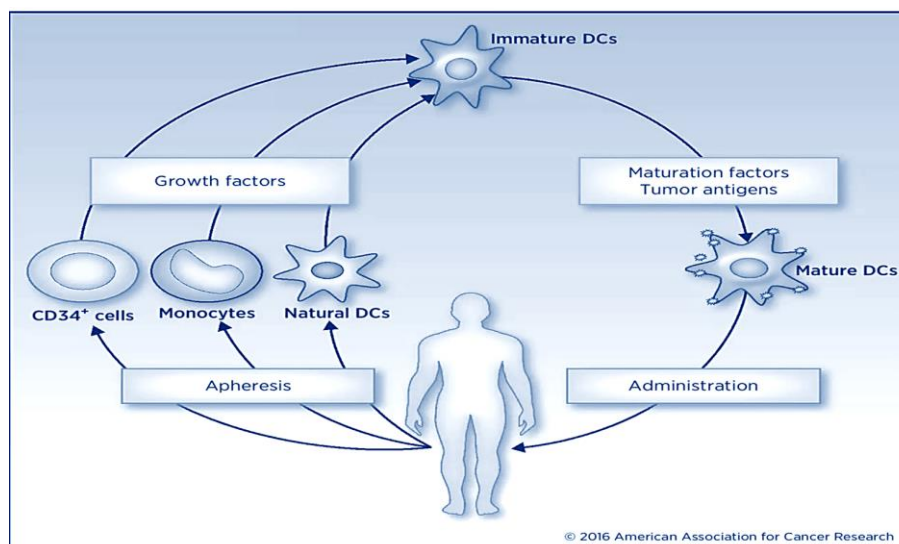 Immature DCs
Growth factors
Maturation factors
Tumor antigens
Mature DCs
CD34⁺ cells
Monocytes
Natural DCs
Apheresis
Administration
© 2016 American Association for Cancer Research